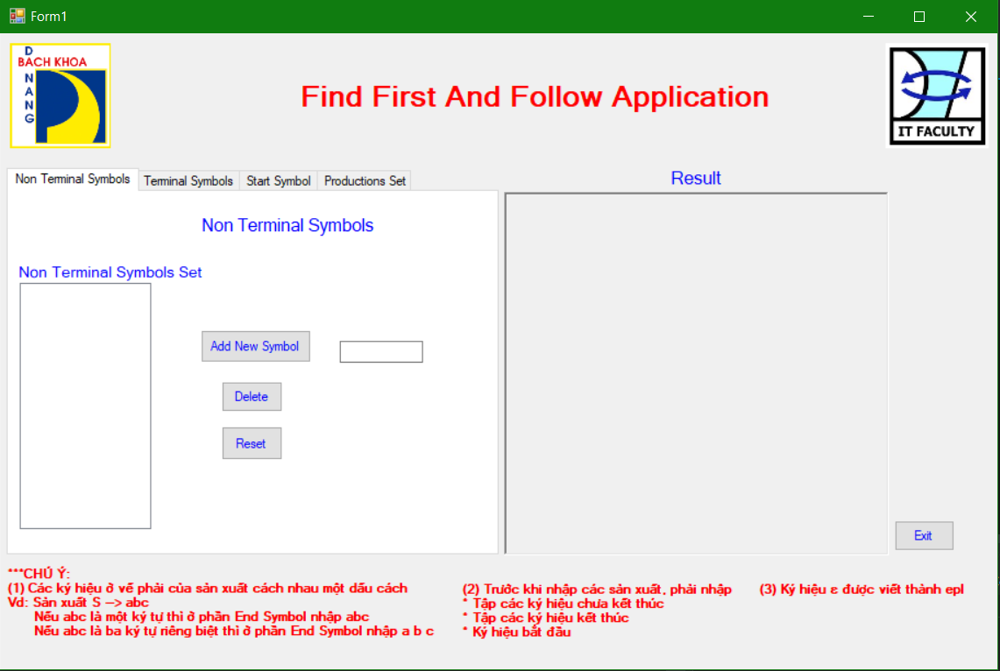 Form1
D
BACH KHOA
N
A
N
G
Find First And Follow Application
IT FACULTY
Non Terminal Symbols
Terminal Symbols
Start Symbol
Productions Set
Result
Non Terminal Symbols
Non Terminal Symbols Set
Add New Symbol
Delete
Reset
Exit
***CHÚ Ý:
(1) Các ký hiệu ở vế phải của sản xuất cách nhau một dấu cách
Vd: Sản xuất S –> abc
Nếu abc là một ký tự thì ở phần End Symbol nhập abc
Nếu abc là ba ký tự riêng biệt thì ở phần End Symbol nhập a b c
(2) Trước khi nhập các sản xuất, phải nhập
* Tập các ký hiệu chưa kết thúc
* Tập các ký hiệu kết thúc
* Ký hiệu bắt đầu
(3) Ký hiệu ε được viết thành epl